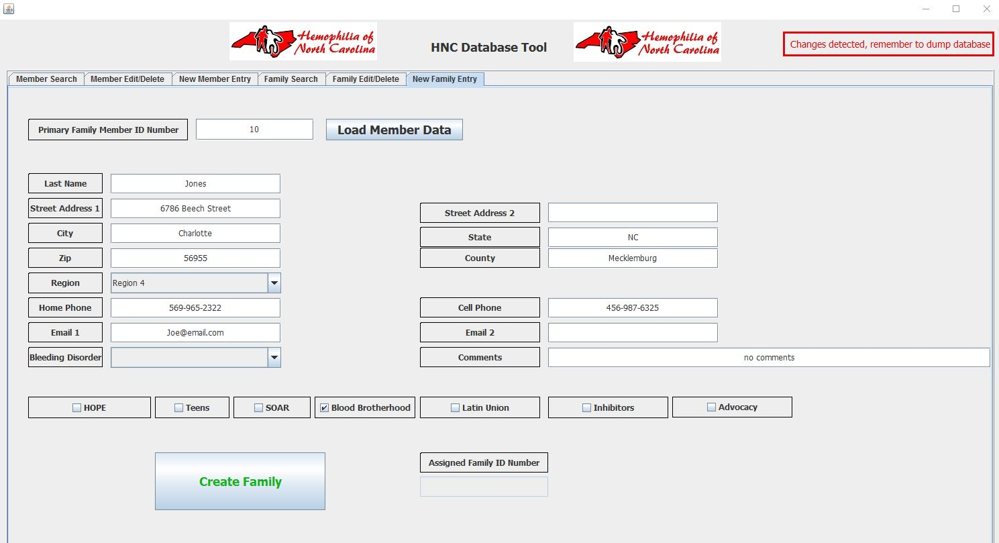 Hemophilia of
North Carolina
HNC Database Tool
Hemophilia of
North Carolina
Changes detected, remember to dump database
Member Search Member Edit/Delete New Member Entry Family Search Family Edit/Delete New Family Entry
Primary Family Member ID Number 10 Load Member Data
Last Name Jones
Street Address 1 6786 Beech Street
Street Address 2
City Charlotte
State NC
Zip 56955
County Mecklemburg
Region Region 4
Home Phone 569-965-2322
Cell Phone 456-987-6325
Email 1 Joe@email.com
Email 2
Bleeding Disorder
Comments no comments
HOPE Teens SOAR Blood Brotherhood Latin Union Inhibitors Advocacy
Create Family
Assigned Family ID Number